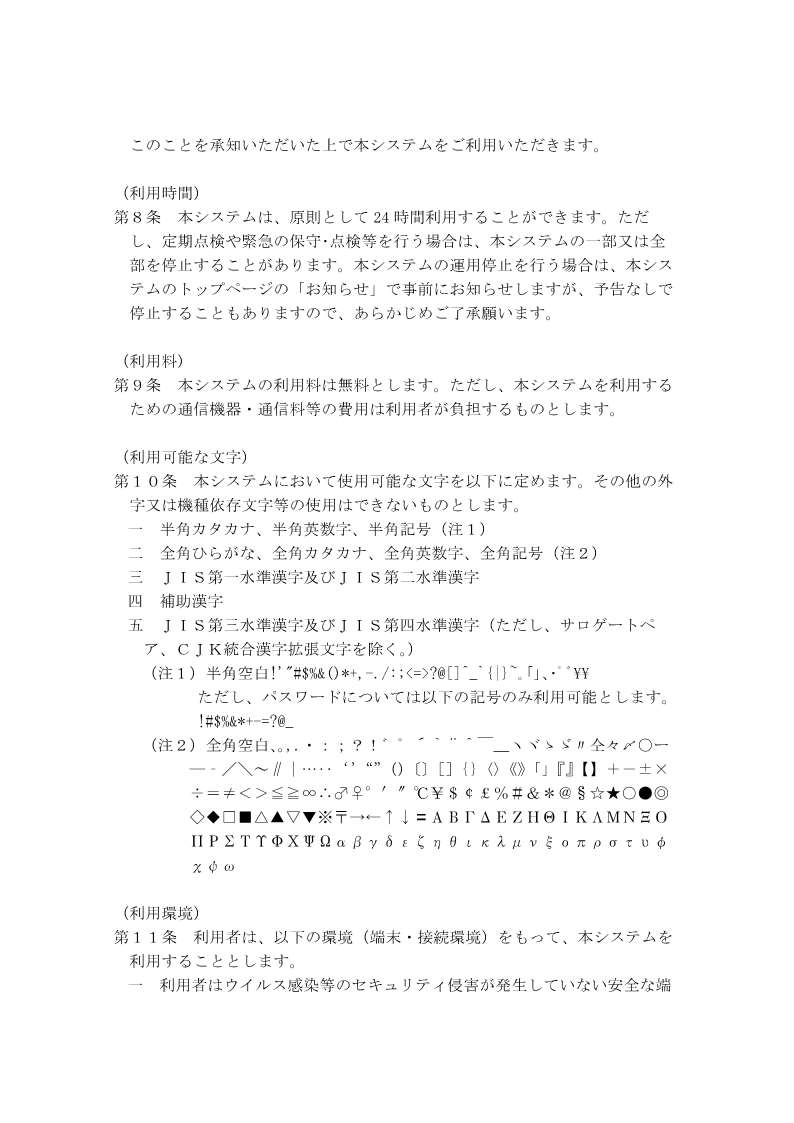 このことを承知いただいた上で本システムをご利用いただきます。
（利用時間）
第８条　本システムは、原則として 24 時間利用することができます。ただ
し、定期点検や緊急の保守･点検等を行う場合は、本システムの一部又は全
部を停止することがあります。本システムの運用停止を行う場合は、本シス
テムのトップページの「お知らせ」で事前にお知らせしますが、予告なしで
停止することもありますので、あらかじめご了承願います。
（利用料）
第９条　本システムの利用料は無料とします。ただし、本システムを利用する
ための通信機器・通信料等の費用は利用者が負担するものとします。
（利用可能な文字）
第１０条　本システムにおいて使用可能な文字を以下に定めます。その他の外
字又は機種依存文字等の使用はできないものとします。
一　半角カタカナ、半角英数字、半角記号（注１）
二　全角ひらがな、全角カタカナ、全角英数字、全角記号（注２）
三　ＪＩＳ第一水準漢字及びＪＩＳ第二水準漢字
四　補助漢字
五　ＪＩＳ第三水準漢字及びＪＩＳ第四水準漢字（ただし、サロゲートペ
ア、ＣＪＫ統合漢字拡張文字を除く。）
（注１）半角空白!'"#$%&()*+,-./:;<=>?@[]^_`{|}~｡｢｣､･ﾟﾞ\\
ただし、パスワードについては以下の記号のみ利用可能とします。
!#$%&*+-=?@_
（注２）全角空白、。，．・：；？！゛゜´｀¨＾￣＿ヽヾゝゞ〃仝々〆○ー
―‐／＼～∥｜…‥‘’“”（）〔〕［］｛｝〈〉《》「」『』【】＋－±×
÷＝≠＜＞≦≧∞∴♂♀°′″℃￥＄￠￡％＃＆＊＠§☆★○●◎
◇◆□■△▲▽▼※〒→←↑↓〓ΑΒΓΔΕΖΗΘΙΚΛΜΝΞΟ
ΠΡΣΤΥΦΧΨΩαβγδεζηθικλμνξοπρστυφ
χψω
（利用環境）
第１１条　利用者は、以下の環境（端末・接続環境）をもって、本システムを
利用することとします。
一　利用者はウイルス感染等のセキュリティ侵害が発生していない安全な端